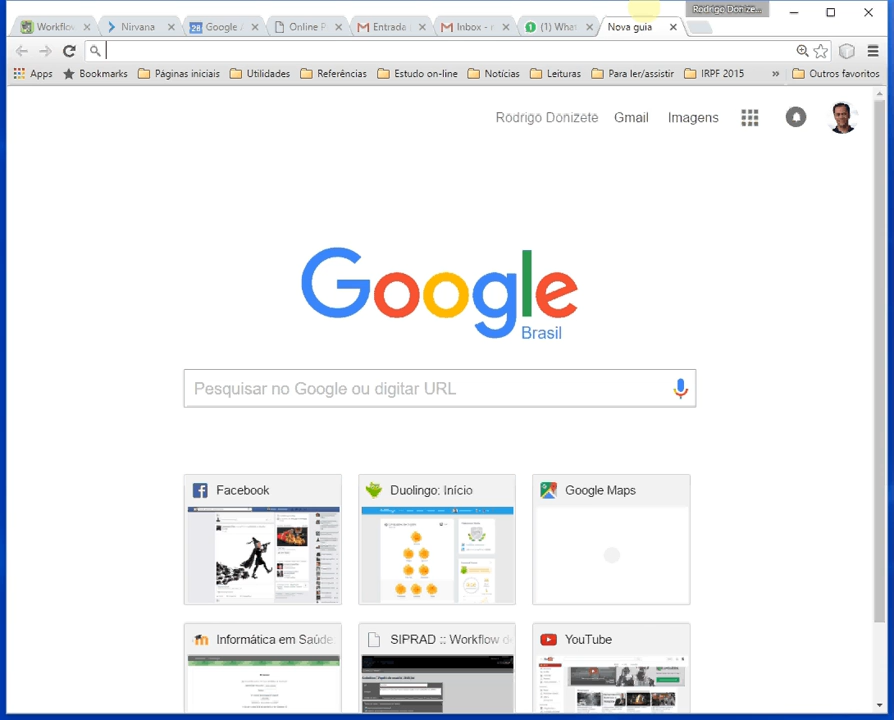 Rodrigo Donize...
Workflow Nirvana Google A Online P Entrada Inbox - (1) What Nova guia
Apps Bookmarks Páginas iniciais Utilidades Referências Estudo on-line Notícias Leituras Para ler/assistir IRPF 2015 » Outros favoritos
Rodrigo Donizete Gmail Imagens
Google
Brasil
Pesquisar no Google ou digitar URL
Facebook Duolingo: Início Google Maps
Informática em Saúde SIPRAD :: Workflow de YouTube